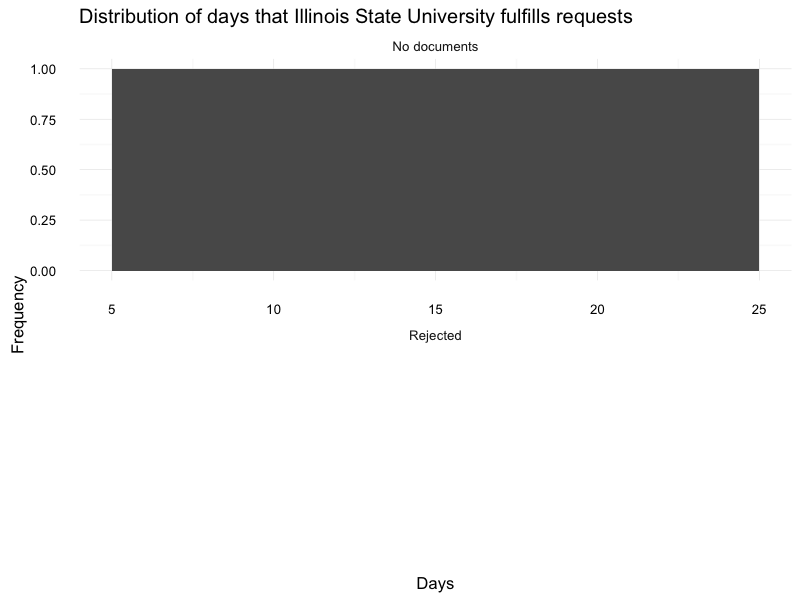 Distribution of days that Illinois State University fulfills requests
No documents
1.00
0.75
0.50
0.25
0.00
Frequency
5 10 15 20 25
Rejected
Days